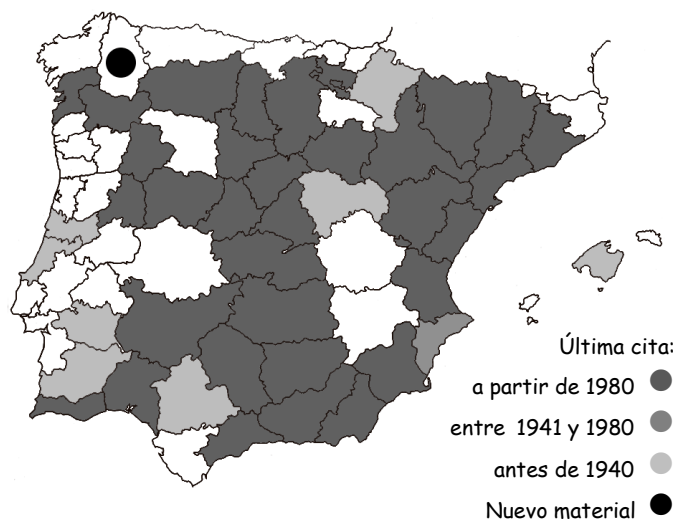 Última cita:
a partir de 1980
entre 1941 y 1980
antes de 1940
Nuevo material